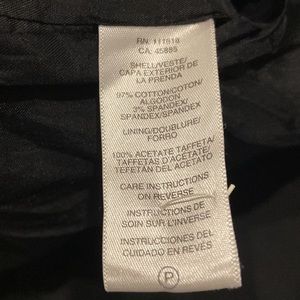 RN. 111818
CA. 45885
SHELL/VESTE/
CAPA EXTERIOR DE
LA PRENDA
97% COTTON/COTON/
ALGODON
3% SPANDEX/
SPANDEX/SPANDEX
LINING/DOUBLURE/
FORRO
100% ACETATE TAFFETA/
TAFFETAS D'ACÉTATE/
TEFETAN DEL ACETATO
CARE INSTRUCTIONS
ON REVERSE
INSTRUCTIONS DE
SOIN SUR L'INVERSE
INSTRUCCIONES DEL
CUIDADO EN REVÉS
P